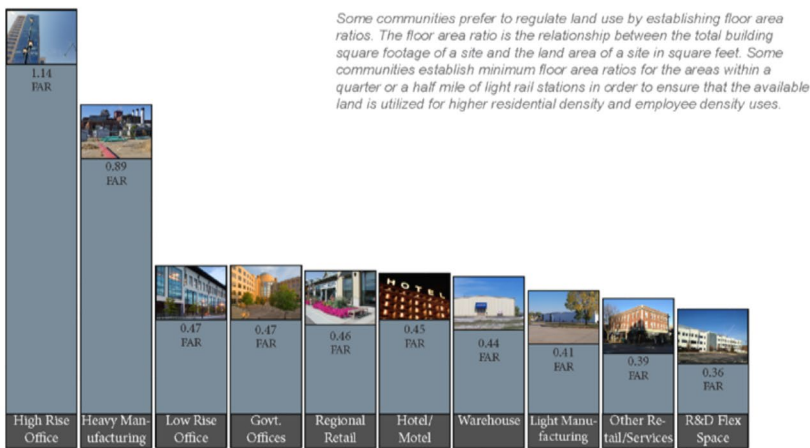 Some communities prefer to regulate land use by establishing floor area
ratios. The floor area ratio is the relationship between the total building
square footage of a site and the land area of a site in square feet. Some
communities establish minimum floor area ratios for the areas within a
quarter or a half mile of light rail stations in order to ensure that the available
land is utilized for higher residential density and employee density uses.
1.14
FAR
0.89
FAR
0.47
FAR
0.47
FAR
0.46
FAR
HOTEL
0.45
FAR
0.44
FAR
0.41
FAR
0.39
FAR
0.36
FAR
High Rise
Office
Heavy Man-
ufacturing
Low Rise
Office
Govt.
Offices
Regional
Retail
Hotel/
Motel
Warehouse
Light Manu-
facturing
Other Re-
tail/Services
R&D Flex
Space